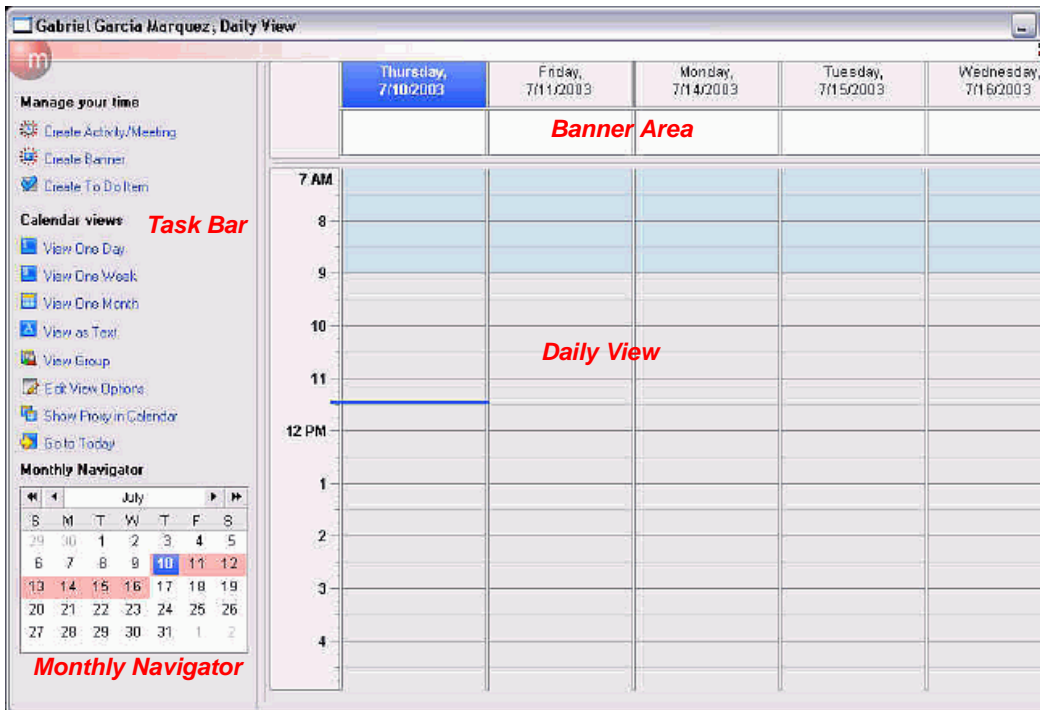 Gabriel Garcia Marquez, Daily View
m
Manage your time
Create Activity/Meeting
Create Banner
Create To Do Item
Calendar views
Task Bar
View One Day
View One Week
View One Month
View as Text
View Group
Edit View Options
Show Proxy in Calendar
Go to Today
Monthly Navigator
July
S M T W T F S
29 30 1 2 3 4 5
6 7 8 9 10 11 12
13 14 15 16 17 18 19
20 21 22 23 24 25 26
27 28 29 30 31 1 2
Monthly Navigator
Thursday, 7/10/2003
Friday, 7/11/2003
Monday, 7/14/2003
Tuesday, 7/15/2003
Wednesday, 7/16/2003
Banner Area
7 AM
8
9
10
Daily View
11
12 PM
1
2
3
4